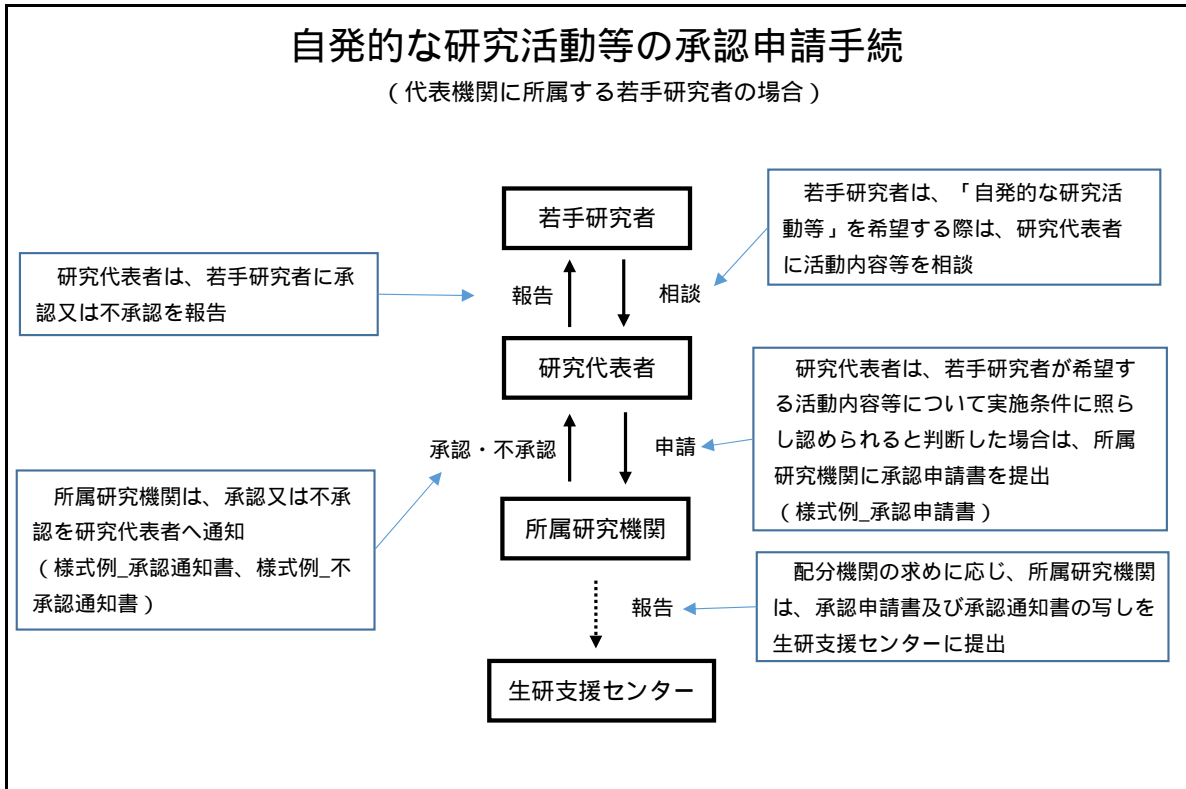 自発的な研究活動等の承認申請手続
（代表機関に所属する若手研究者の場合）
若手研究者
若手研究者は、「自発的な研究活
動等」を希望する際は、研究代表者
に活動内容等を相談
研究代表者は、若手研究者に承
認又は不承認を報告
報告
相談
研究代表者
研究代表者は、若手研究者が希望す
る活動内容等について実施条件に照ら
し認められると判断した場合は、所属
研究機関に承認申請書を提出
（様式例_承認申請書）
承認・不承認
申請
所属研究機関は、承認又は不承
認を研究代表者へ通知
（様式例_承認通知書、様式例_不
承認通知書）
所属研究機関
配分機関の求めに応じ、所属研究機関
は、承認申請書及び承認通知書の写しを
生研支援センターに提出
報告
生研支援センター